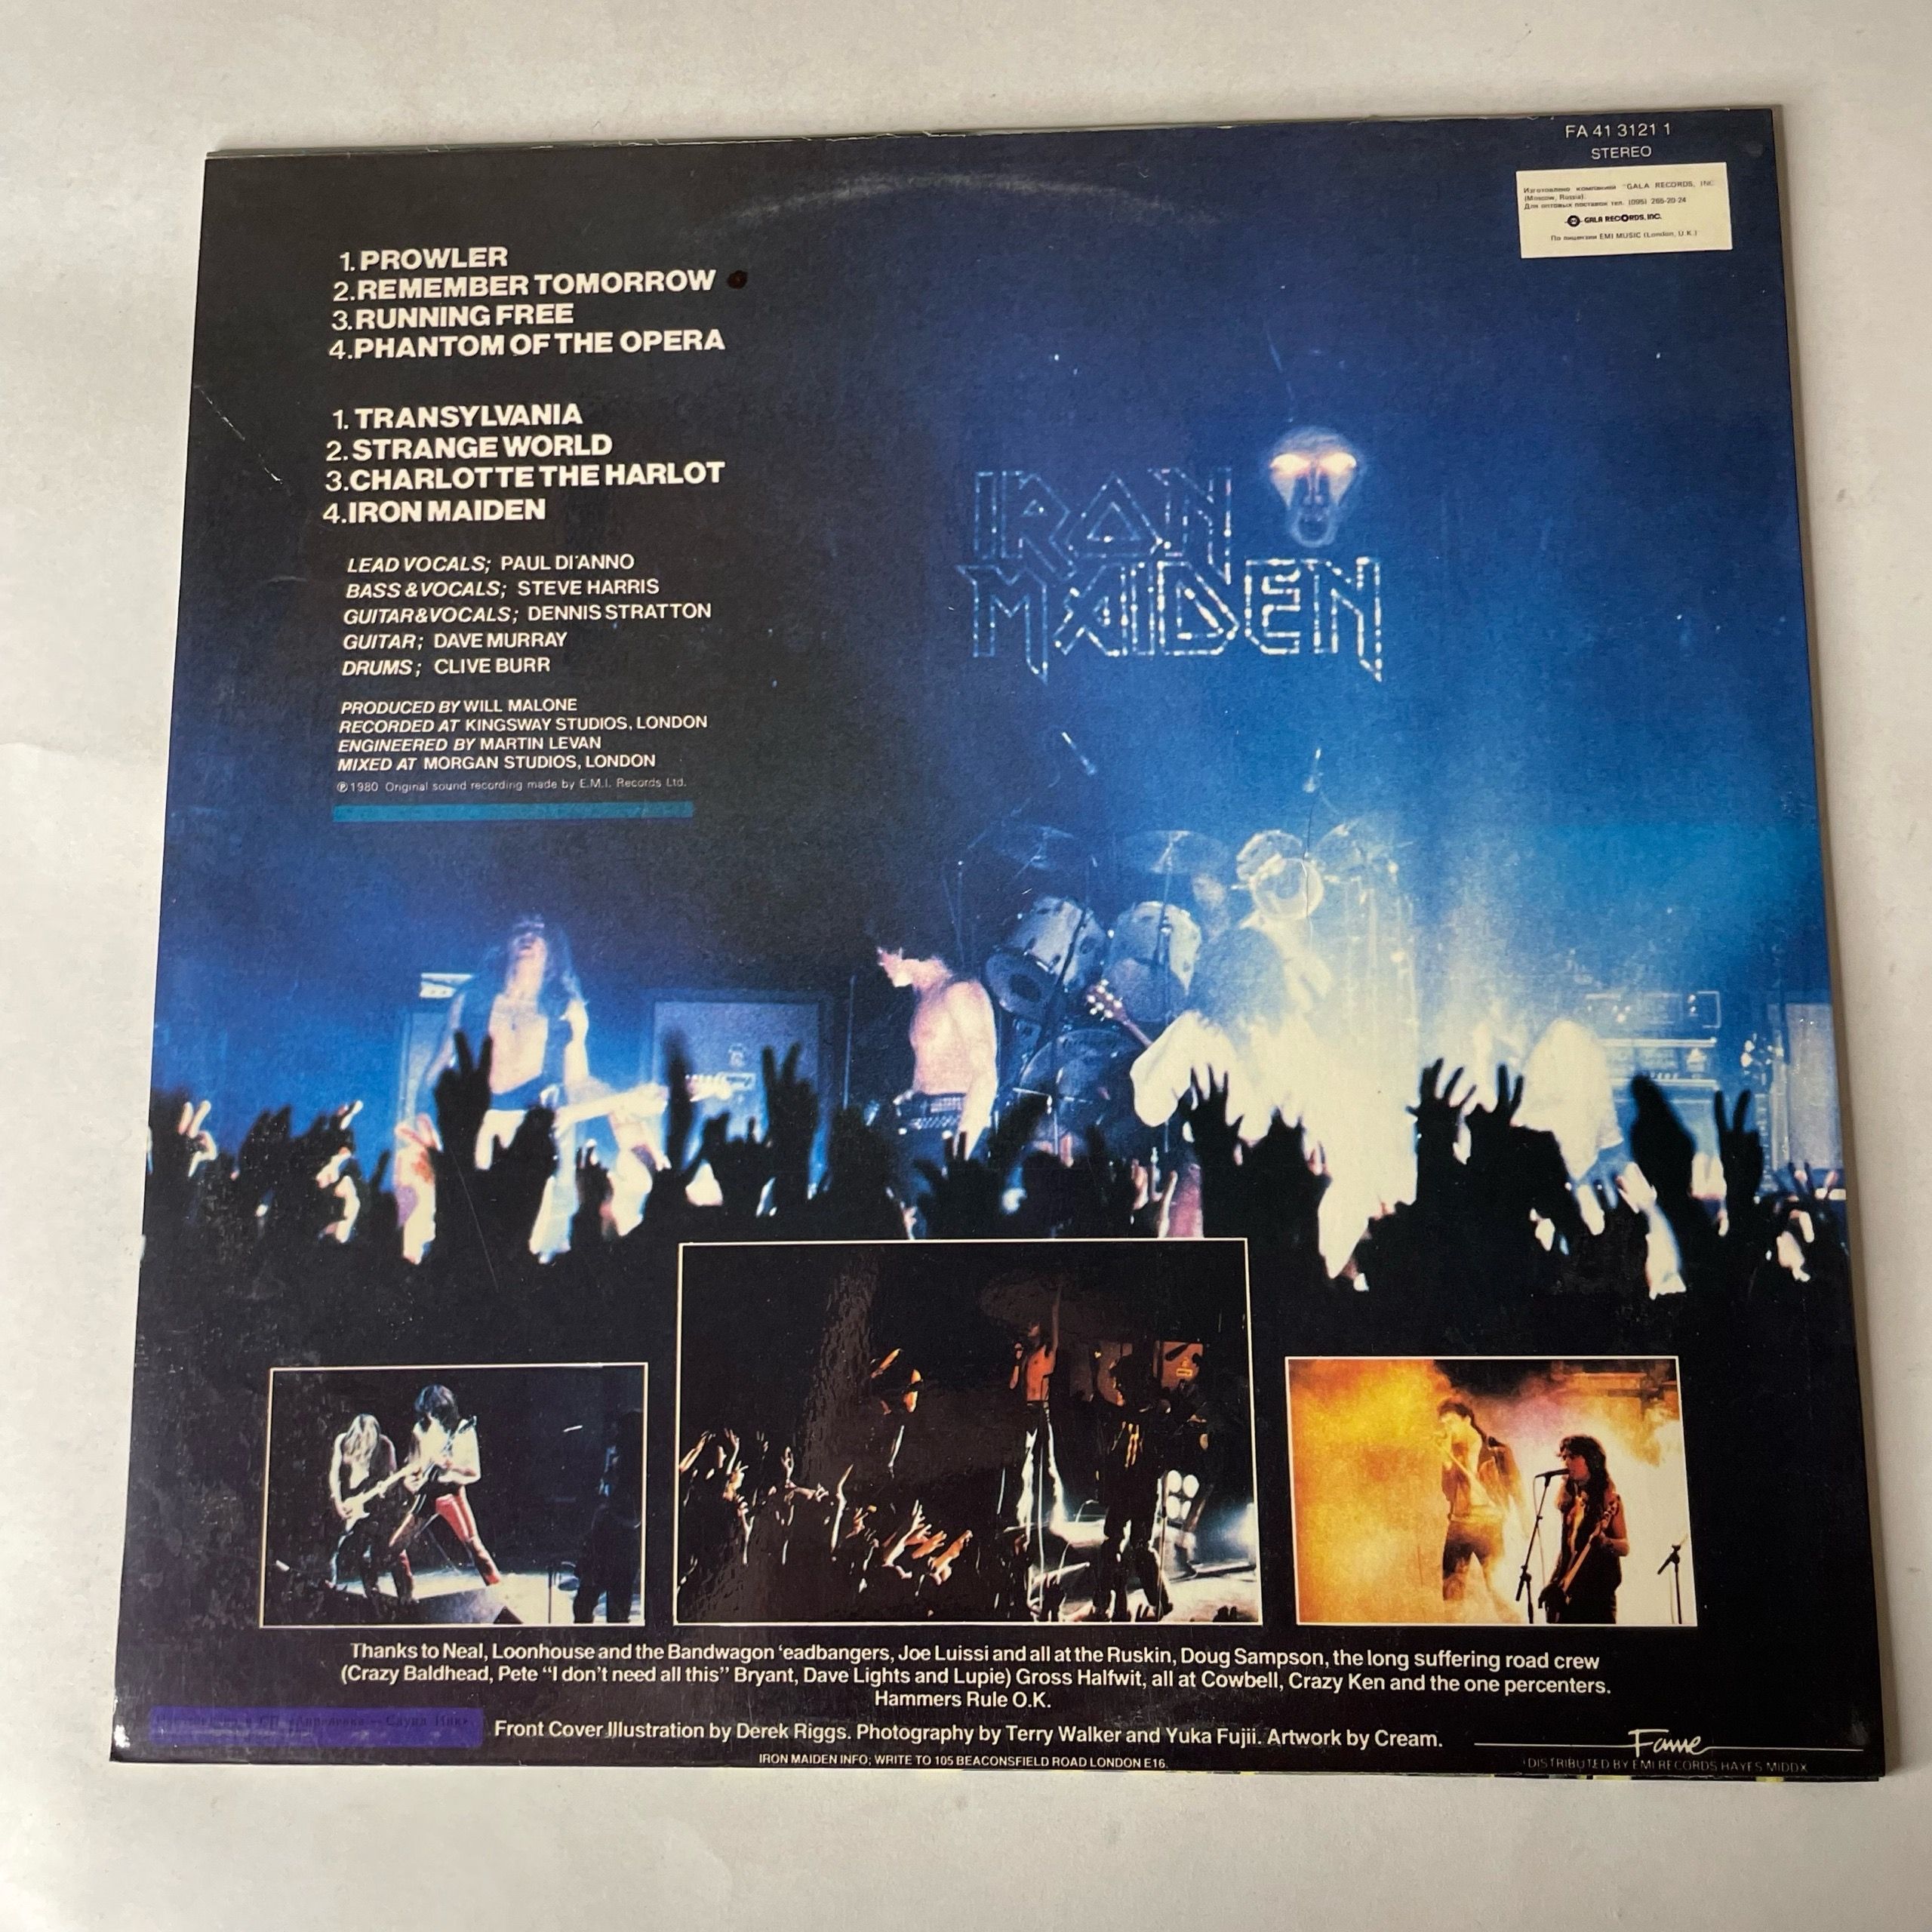 FA 41 3121 1
STEREO
Изготовлено компанией "GALA RECORDS, INC
(Moscow, Russia).
Для оптовых поставок тел. (095) 265-20-24
GALA RECORDS, INC.
По лицензии EMI MUSIC (London, U.K.)
1. PROWLER
2. REMEMBER TOMORROW
3. RUNNING FREE
4. PHANTOM OF THE OPERA
1. TRANSYLVANIA
2. STRANGE WORLD
3. CHARLOTTE THE HARLOT
4. IRON MAIDEN
IRON
MAIDEN
LEAD VOCALS; PAUL DI'ANNO
BASS & VOCALS; STEVE HARRIS
GUITAR & VOCALS; DENNIS STRATTON
GUITAR; DAVE MURRAY
DRUMS; CLIVE BURR
PRODUCED BY WILL MALONE
RECORDED AT KINGSWAY STUDIOS, LONDON
ENGINEERED BY MARTIN LEVAN
MIXED AT MORGAN STUDIOS, LONDON
℗ 1980 Original sound recording made by E.M.I. Records Ltd.
Thanks to Neal, Loonhouse and the Bandwagon 'eadbangers, Joe Luissi and all at the Ruskin, Doug Sampson, the long suffering road crew
(Crazy Baldhead, Pete "I don't need all this" Bryant, Dave Lights and Lupie) Gross Halfwit, all at Cowbell, Crazy Ken and the one percenters.
Hammers Rule O.K.
Front Cover Illustration by Derek Riggs. Photography by Terry Walker and Yuka Fujii. Artwork by Cream.
IRON MAIDEN INFO; WRITE TO 105 BEACONSFIELD ROAD LONDON E16.
Fame
DISTRIBUTED BY EMI RECORDS HAYES MIDDX